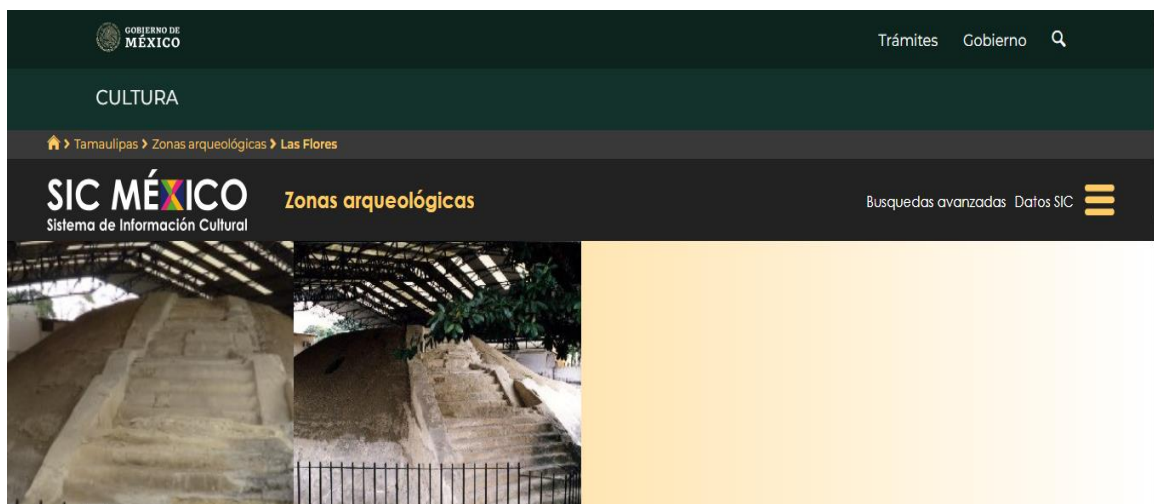 GOBIERNO DE
MÉXICO
Trámites Gobierno
CULTURA
Tamaulipas > Zonas arqueológicas > Las Flores
SIC MÉXICO
Sistema de Información Cultural
Zonas arqueológicas
Busquedas avanzadas Datos SIC